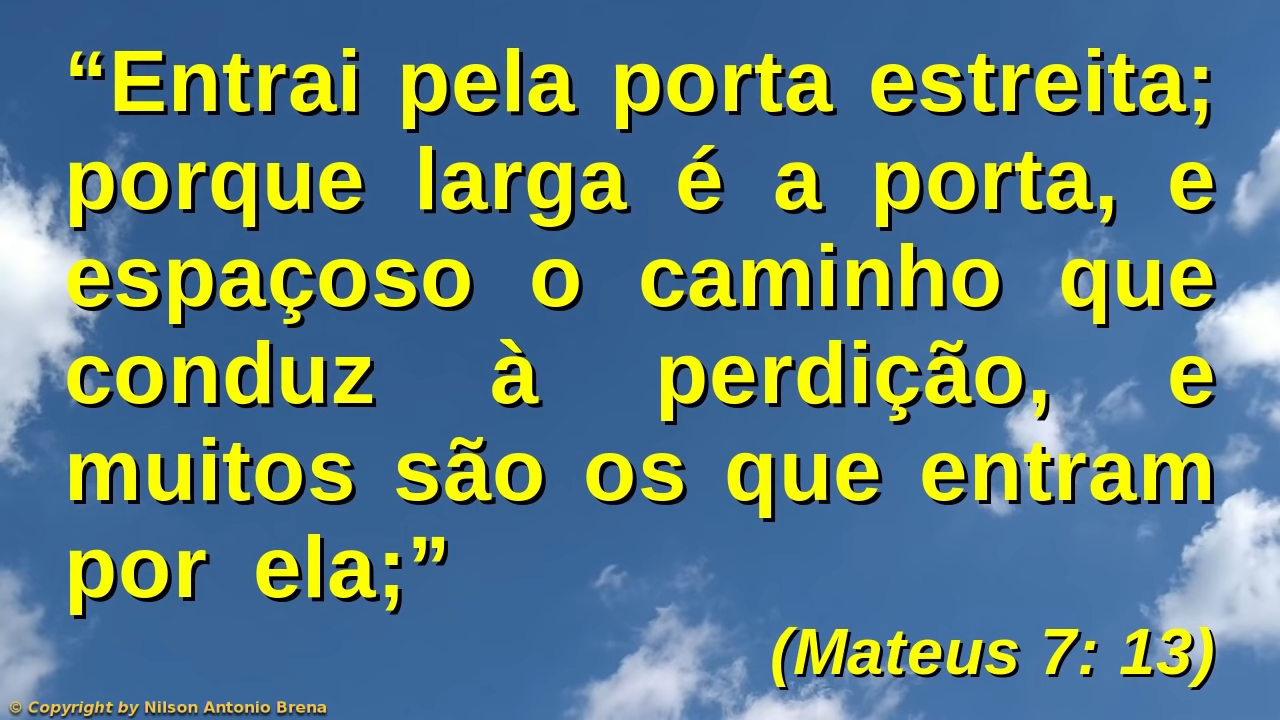 “Entrai pela porta estreita;
porque larga é a porta, e
espaçoso o caminho que
conduz à perdição, e
muitos são os que entram
por ela;”
(Mateus 7: 13)
© Copyright by Nilson Antonio Brena